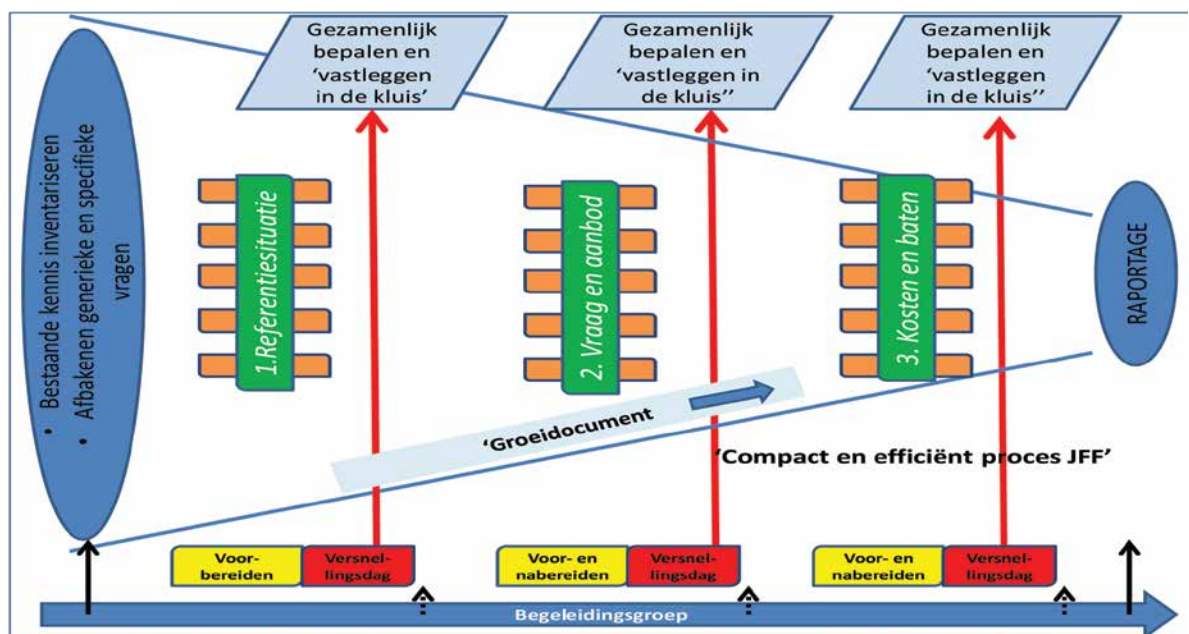 Gezamenlijk
bepalen en
‘vastleggen
in de kluis’
Gezamenlijk
bepalen en
‘vastleggen in
de kluis’’
Gezamenlijk
bepalen en
‘vastleggen
in de kluis’’
• Bestaande kennis inventariseren
• Afbakenen generieke en specifieke
vragen
1.Referentiesituatie
2. Vraag en aanbod
3. Kosten en baten
RAPORTAGE
‘Groeidocument
‘Compact en efficiënt proces JFF’
Voor-
bereiden
Versnel-
lingsdag
Voor- en
nabereiden
Versnel-
lingsdag
Voor- en
nabereiden
Versnel-
lingsdag
Begeleidingsgroep